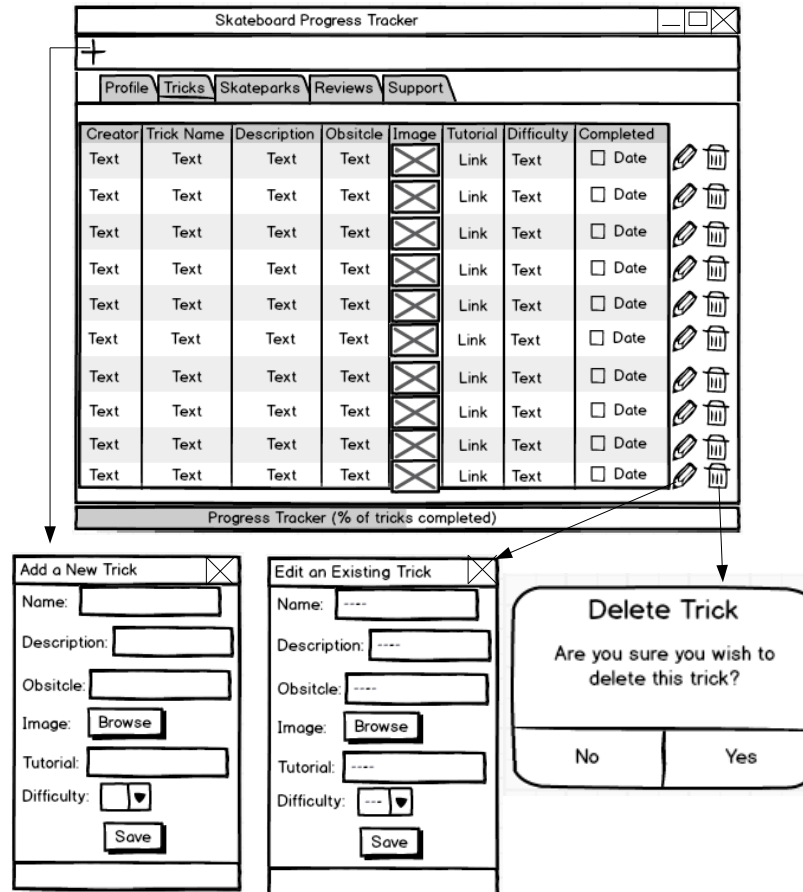 Skateboard Progress Tracker
Profile Tricks Skateparks Reviews Support
Creator Trick Name Description Obsitcle Image Tutorial Difficulty Completed
Text Text Text Text Link Text Date
Text Text Text Text Link Text Date
Text Text Text Text Link Text Date
Text Text Text Text Link Text Date
Text Text Text Text Link Text Date
Text Text Text Text Link Text Date
Text Text Text Text Link Text Date
Text Text Text Text Link Text Date
Text Text Text Text Link Text Date
Text Text Text Text Link Text Date
Progress Tracker (% of tricks completed)
Add a New Trick
Name:
Description:
Obsitcle:
Image: Browse
Tutorial:
Difficulty:
Save
Edit an Existing Trick
Name: ----
Description: ----
Obsitcle: ----
Image: Browse
Tutorial: ----
Difficulty: ---
Save
Delete Trick
Are you sure you wish to
delete this trick?
No Yes